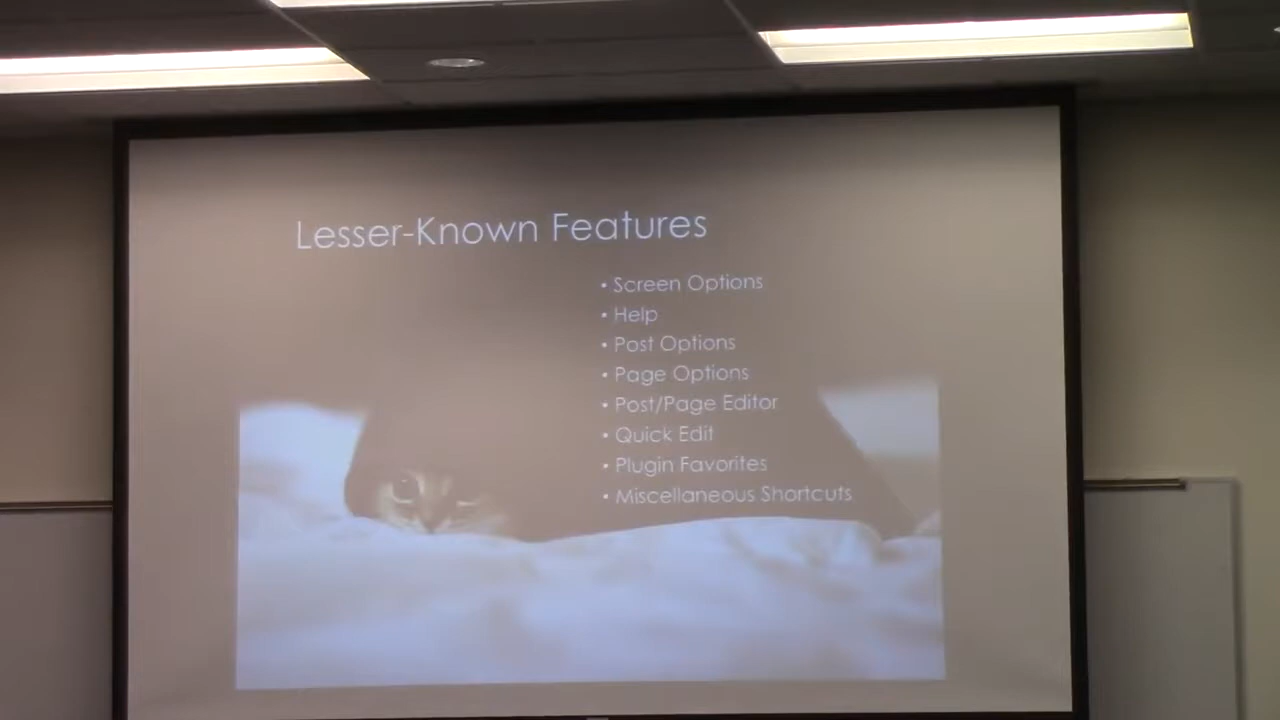 Lesser-Known Features
• Screen Options
• Help
• Post Options
• Page Options
• Post/Page Editor
• Quick Edit
• Plugin Favorites
• Miscellaneous Shortcuts